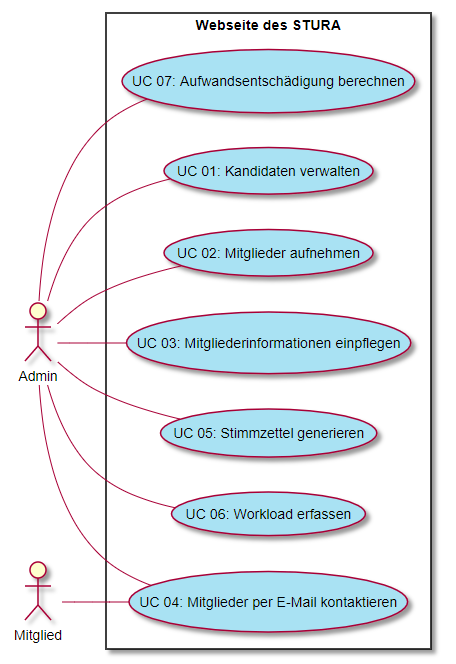 Webseite des STURA
UC 07: Aufwandsentschädigung berechnen
UC 01: Kandidaten verwalten
UC 02: Mitglieder aufnehmen
UC 03: Mitgliederinformationen einpflegen
Admin
UC 05: Stimmzettel generieren
UC 06: Workload erfassen
UC 04: Mitglieder per E-Mail kontaktieren
Mitglied